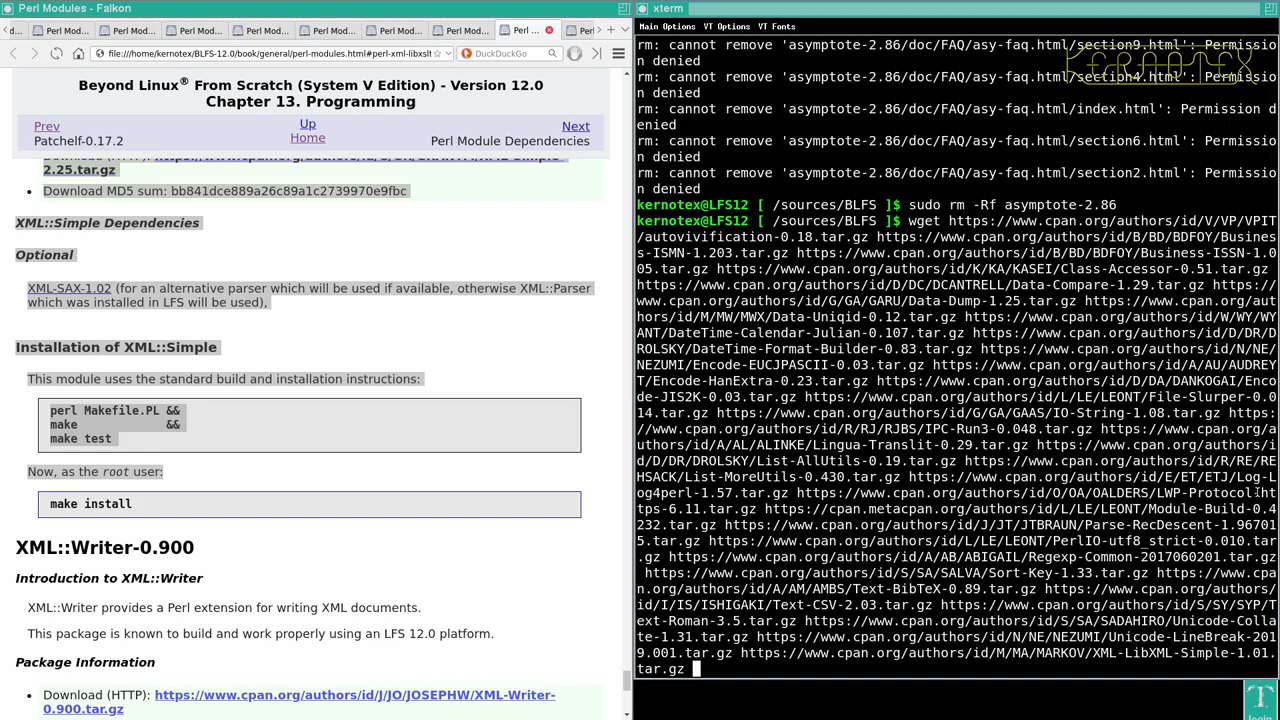 Perl Modules - Falkon
Perl Mod... Perl Mod... Perl Mod... Perl Mod... Perl Mod... Perl ... Perl
file:///home/kernotex/BLFS-12.0/book/general/perl-modules.html#perl-xml-libxslt
DuckDuckGo
Beyond Linux® From Scratch (System V Edition) - Version 12.0
Chapter 13. Programming
Prev Up Next
Patchelf-0.17.2 Home Perl Module Dependencies
2.25.tar.gz
Download MD5 sum: bb841dce889a26c89a1c2739970e9fbc
XML::Simple Dependencies
Optional
XML-SAX-1.02 (for an alternative parser which will be used if available, otherwise XML::Parser
which was installed in LFS will be used),
Installation of XML::Simple
This module uses the standard build and installation instructions:
perl Makefile.PL &&
make &&
make test
Now, as the root user:
make install
XML::Writer-0.900
Introduction to XML::Writer
XML::Writer provides a Perl extension for writing XML documents.
This package is known to build and work properly using an LFS 12.0 platform.
Package Information
Download (HTTP): https://www.cpan.org/authors/id/J/JO/JOSEPHW/XML-Writer-
0.900.tar.gz
xterm
Main Options VT Options VT Fonts
rm: cannot remove 'asymptote-2.86/doc/FAQ/asy-faq.html/section9.html': Permissio
n denied
rm: cannot remove 'asymptote-2.86/doc/FAQ/asy-faq.html/section4.html': Permissio
n denied
rm: cannot remove 'asymptote-2.86/doc/FAQ/asy-faq.html/index.html': Permission d
enied
rm: cannot remove 'asymptote-2.86/doc/FAQ/asy-faq.html/section6.html': Permissio
n denied
rm: cannot remove 'asymptote-2.86/doc/FAQ/asy-faq.html/section2.html': Permissio
n denied
kernotex@LFS12 [ /sources/BLFS ]$ sudo rm -Rf asymptote-2.86
kernotex@LFS12 [ /sources/BLFS ]$ wget https://www.cpan.org/authors/id/V/VP/VPIT
/autovivification-0.18.tar.gz https://www.cpan.org/authors/id/B/BD/BDFOY/Busines
s-ISMN-1.203.tar.gz https://www.cpan.org/authors/id/B/BD/BDFOY/Business-ISSN-1.0
05.tar.gz https://www.cpan.org/authors/id/K/KA/KASEI/Class-Accessor-0.51.tar.gz
https://www.cpan.org/authors/id/D/DC/DCANTRELL/Data-Compare-1.29.tar.gz https://
www.cpan.org/authors/id/G/GA/GARU/Data-Dump-1.25.tar.gz https://www.cpan.org/aut
hors/id/M/MW/MWX/Data-Uniqid-0.12.tar.gz https://www.cpan.org/authors/id/W/WY/WY
ANT/DateTime-Calendar-Julian-0.107.tar.gz https://www.cpan.org/authors/id/D/DR/D
ROLSKY/DateTime-Format-Builder-0.83.tar.gz https://www.cpan.org/authors/id/N/NE/
NEZUMI/Encode-EUCJPASCII-0.03.tar.gz https://www.cpan.org/authors/id/A/AU/AUDREY
T/Encode-HanExtra-0.23.tar.gz https://www.cpan.org/authors/id/D/DA/DANKOGAI/Enco
de-JIS2K-0.03.tar.gz https://www.cpan.org/authors/id/L/LE/LEONT/File-Slurper-0.0
14.tar.gz https://www.cpan.org/authors/id/G/GA/GAAS/IO-String-1.08.tar.gz https:
//www.cpan.org/authors/id/R/RJ/RJBS/IPC-Run3-0.048.tar.gz https://www.cpan.org/a
uthors/id/A/AL/ALINKE/Lingua-Translit-0.29.tar.gz https://www.cpan.org/authors/i
d/D/DR/DROLSKY/List-AllUtils-0.19.tar.gz https://www.cpan.org/authors/id/R/RE/RE
HSACK/List-MoreUtils-0.430.tar.gz https://www.cpan.org/authors/id/E/ET/ETJ/Log-L
og4perl-1.57.tar.gz https://www.cpan.org/authors/id/O/OA/OALDERS/LWP-Protocol-ht
tps-6.11.tar.gz https://cpan.metacpan.org/authors/id/L/LE/LEONT/Module-Build-0.4
232.tar.gz https://www.cpan.org/authors/id/J/JT/JTBRAUN/Parse-RecDescent-1.96701
5.tar.gz https://www.cpan.org/authors/id/L/LE/LEONT/PerlIO-utf8_strict-0.010.tar
.gz https://www.cpan.org/authors/id/A/AB/ABIGAIL/Regexp-Common-2017060201.tar.gz
https://www.cpan.org/authors/id/S/SA/SALVA/Sort-Key-1.33.tar.gz https://www.cpa
n.org/authors/id/A/AM/AMBS/Text-BibTeX-0.89.tar.gz https://www.cpan.org/authors/
id/I/IS/ISHIGAKI/Text-CSV-2.03.tar.gz https://www.cpan.org/authors/id/S/SY/SYP/T
ext-Roman-3.5.tar.gz https://www.cpan.org/authors/id/S/SA/SADAHIRO/Unicode-Colla
te-1.31.tar.gz https://www.cpan.org/authors/id/N/NE/NEZUMI/Unicode-LineBreak-201
9.001.tar.gz https://www.cpan.org/authors/id/M/MA/MARKOV/XML-LibXML-Simple-1.01.
tar.gz
KERNOTEX
login